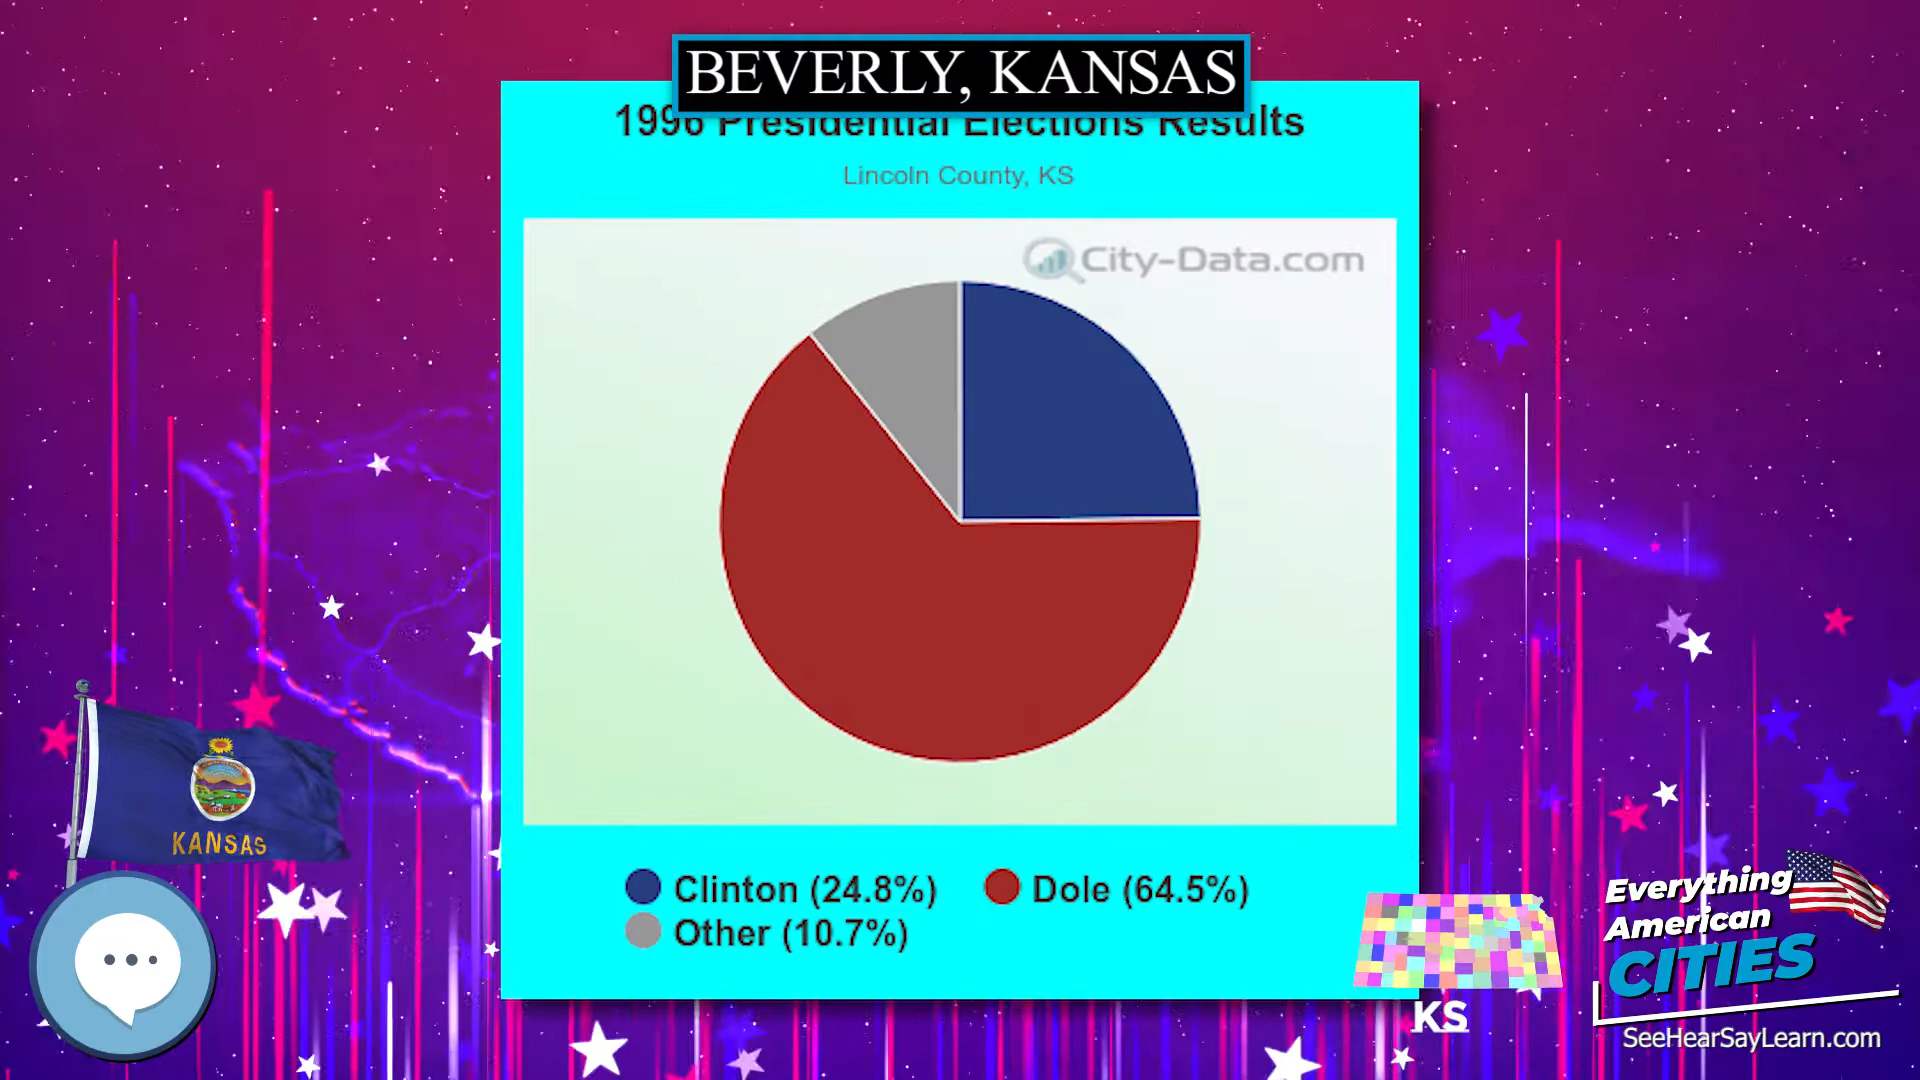 BEVERLY, KANSAS
1996 Presidential Elections Results
Lincoln County, KS
City-Data.com
Clinton (24.8%) Dole (64.5%)
Other (10.7%)
KANSAS
KS
Everything
American
CITIES
SeeHearSayLearn.com